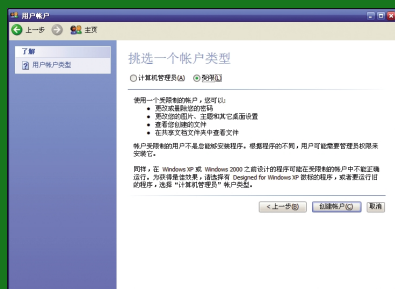 用户帐户
上一步 主页
了解
用户帐户类型
挑选一个帐户类型
计算机管理员(A) 受限(L)
使用一个受限制的帐户，您可以:
• 更改或删除您的密码
• 更改您的图片、主题和其它桌面设置
• 查看您创建的文件
• 在共享文档文件夹中查看文件
帐户受限制的用户不是总能够安装程序。根据程序的不同，用户可能需要管理员权限来
安装它。
同样，在 Windows XP 或 Windows 2000 之前设计的程序可能在受限制的帐户中不能正确
运行。为获得最佳效果，请选择有 Designed for Windows XP 徽标的程序，或者要运行旧
的程序，选择“计算机管理员”帐户类型。
< 上一步(B) 创建帐户(C) 取消